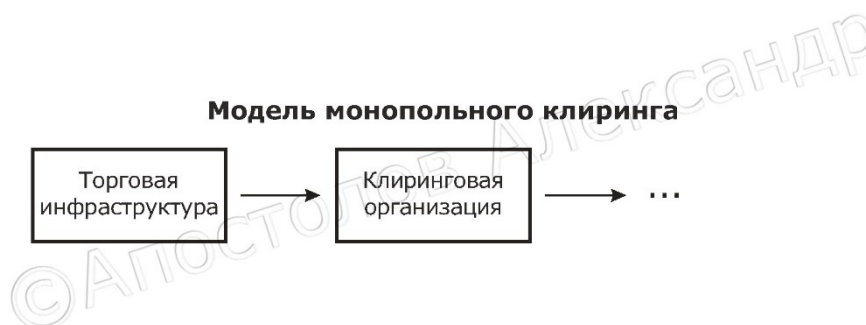 Модель монопольного клиринга
Торговая
инфраструктура
Клиринговая
организация
...
©Апостолов Александр